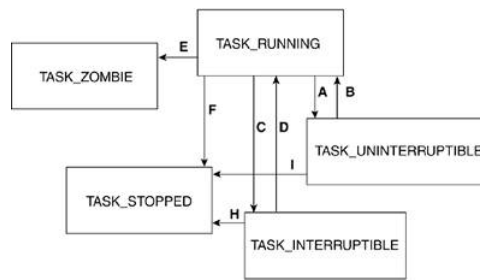 TASK_RUNNING
E
TASK_ZOMBIE
A
B
F
C
D
TASK_UNINTERRUPTIBLE
I
TASK_STOPPED
H
TASK_INTERRUPTIBLE